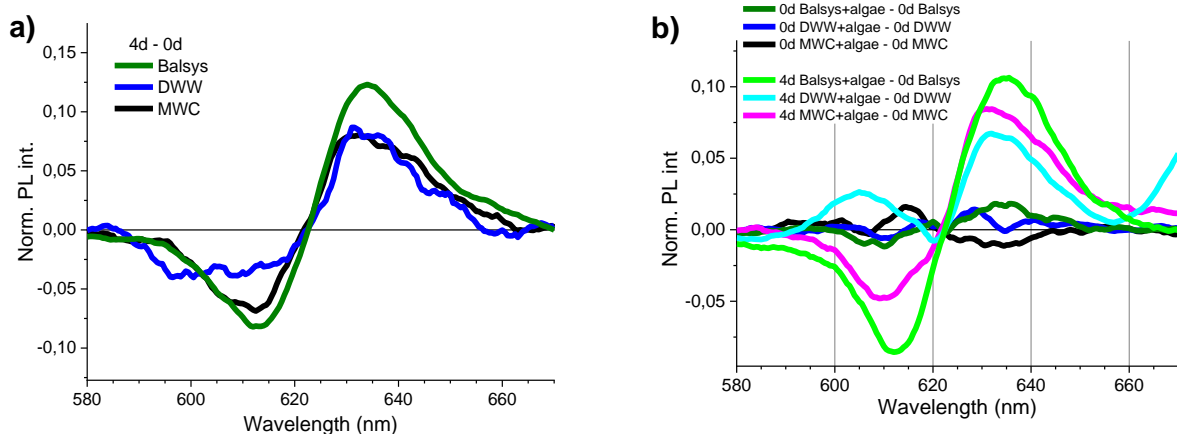 a)
4d - 0d
Balsys
DWW
MWC
0,15
0,10
0,05
0,00
-0,05
-0,10
Norm. PL int.
580 600 620 640 660
Wavelength (nm)
b)
0d Balsys+algae - 0d Balsys
0d DWW+algae - 0d DWW
0d MWC+algae - 0d MWC
4d Balsys+algae - 0d Balsys
4d DWW+algae - 0d DWW
4d MWC+algae - 0d MWC
0,10
0,05
0,00
-0,05
Norm. PL int
580 600 620 640 660
Wavelength (nm)